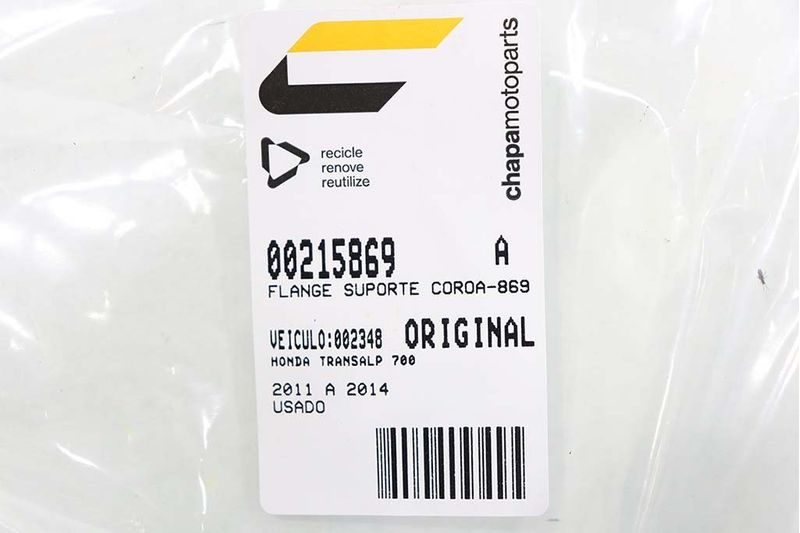 chapamotoparts
recicle
renove
reutilize
00215869 A
FLANGE SUPORTE COROA-869
VEICULO:002348 ORIGINAL
HONDA TRANSALP 700
2011 A 2014
USADO